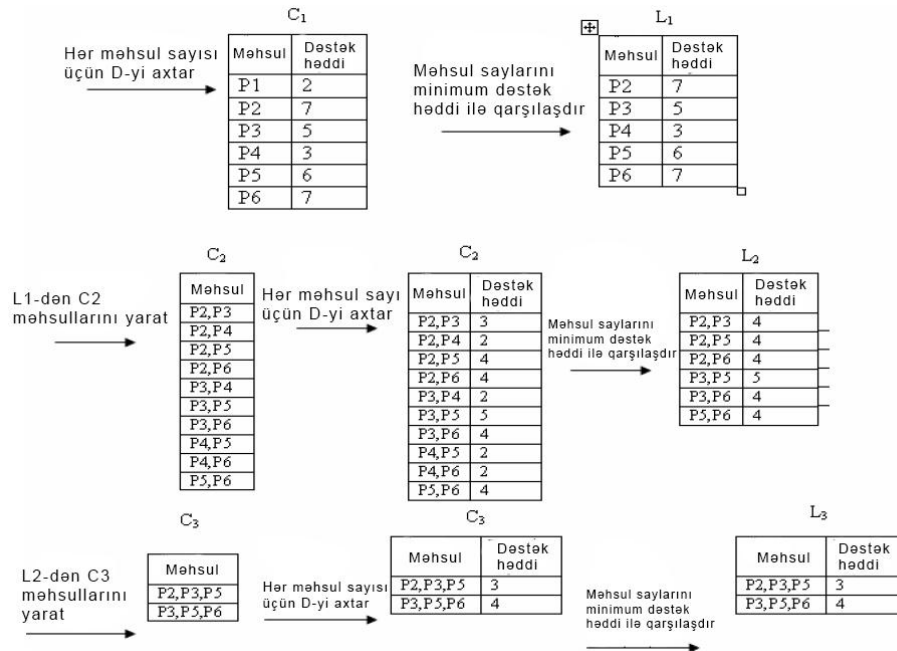 C1
Hər məhsul sayısı
üçün D-yi axtar
Məhsul Dəstək
həddi
P1 2
P2 7
P3 5
P4 3
P5 6
P6 7
Məhsul saylarını
minimum dəstək
həddi ilə qarşılaşdır
L1
Məhsul Dəstək
həddi
P2 7
P3 5
P4 3
P5 6
P6 7
L1-dən C2
məhsullarını yarat
C2
Məhsul
P2,P3
P2,P4
P2,P5
P2,P6
P3,P4
P3,P5
P3,P6
P4,P5
P4,P6
P5,P6
Hər məhsul sayı
üçün D-yi axtar
C2
Məhsul Dəstək
həddi
P2,P3 3
P2,P4 2
P2,P5 4
P2,P6 4
P3,P4 2
P3,P5 5
P3,P6 4
P4,P5 2
P4,P6 2
P5,P6 4
Məhsul saylarını
minimum dəstək
həddi ilə qarşılaşdır
L2
Məhsul Dəstək
həddi
P2,P3 4
P2,P5 4
P2,P6 4
P3,P5 5
P3,P6 4
P5,P6 4
L2-dən C3
məhsullarını
yarat
C3
Məhsul
P2,P3,P5
P3,P5,P6
Hər məhsul sayısı
üçün D-yi axtar
C3
Məhsul Dəstək
həddi
P2,P3,P5 3
P3,P5,P6 4
Məhsul saylarını
minimum dəstək
həddi ilə qarşılaşdır
L3
Məhsul Dəstək
həddi
P2,P3,P5 3
P3,P5,P6 4